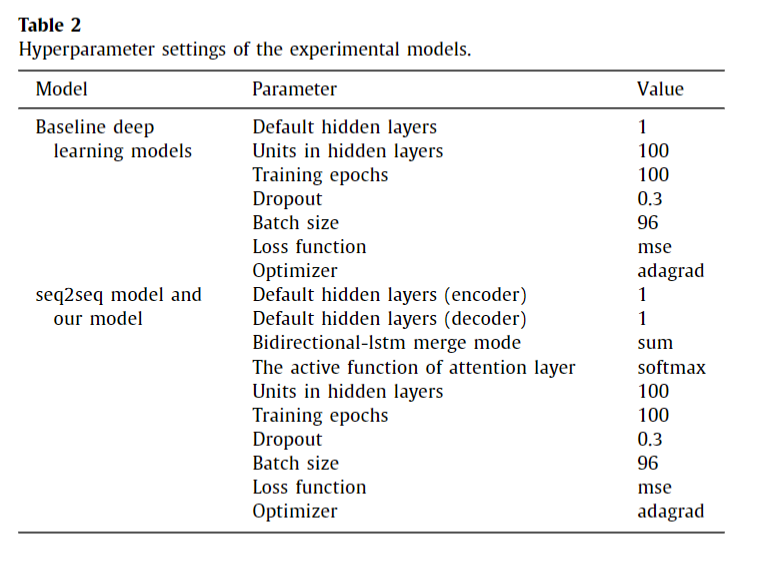 Table 2
Hyperparameter settings of the experimental models.
Model Parameter Value
Baseline deep Default hidden layers 1
learning models Units in hidden layers 100
Training epochs 100
Dropout 0.3
Batch size 96
Loss function mse
Optimizer adagrad
seq2seq model and Default hidden layers (encoder) 1
our model Default hidden layers (decoder) 1
Bidirectional-lstm merge mode sum
The active function of attention layer softmax
Units in hidden layers 100
Training epochs 100
Dropout 0.3
Batch size 96
Loss function mse
Optimizer adagrad